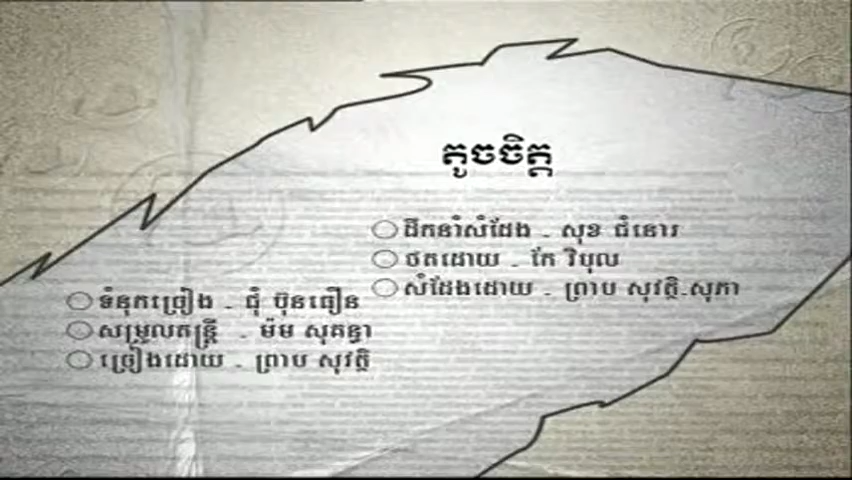 តូចចិត្ត
ដឹកនាំសំដែង - សុខ ជំនោរ
ថតដោយ - កែ វិបុល
សំដែងដោយ - ព្រាប សុវត្ថិ-សុភា
ទំនុកច្រៀង - ជុំ ប៊ុនធឿន
សម្រួលតន្ត្រី - ម៉ម សុគន្ធា
ច្រៀងដោយ - ព្រាប សុវត្ថិ